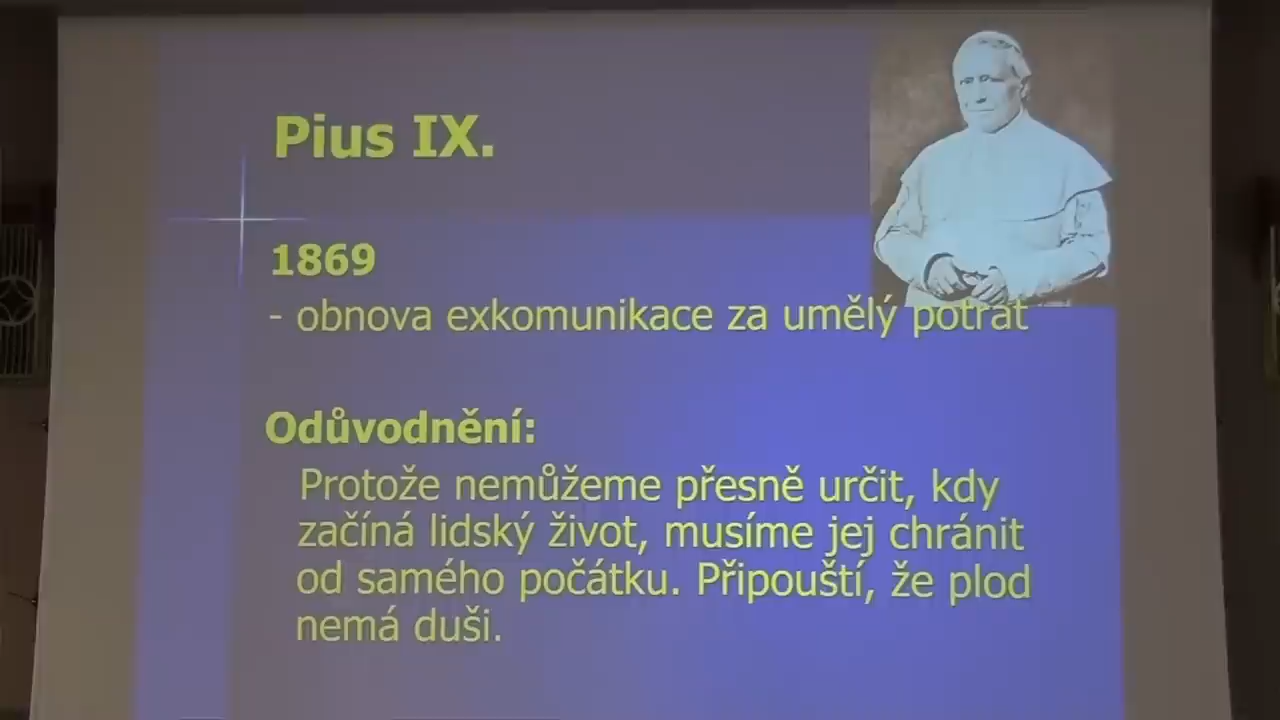 Pius IX.
1869
- obnova exkomunikace za umělý potrat
Odůvodnění:
Protože nemůžeme přesně určit, kdy
začíná lidský život, musíme jej chránit
od samého počátku. Připouští, že plod
nemá duši.